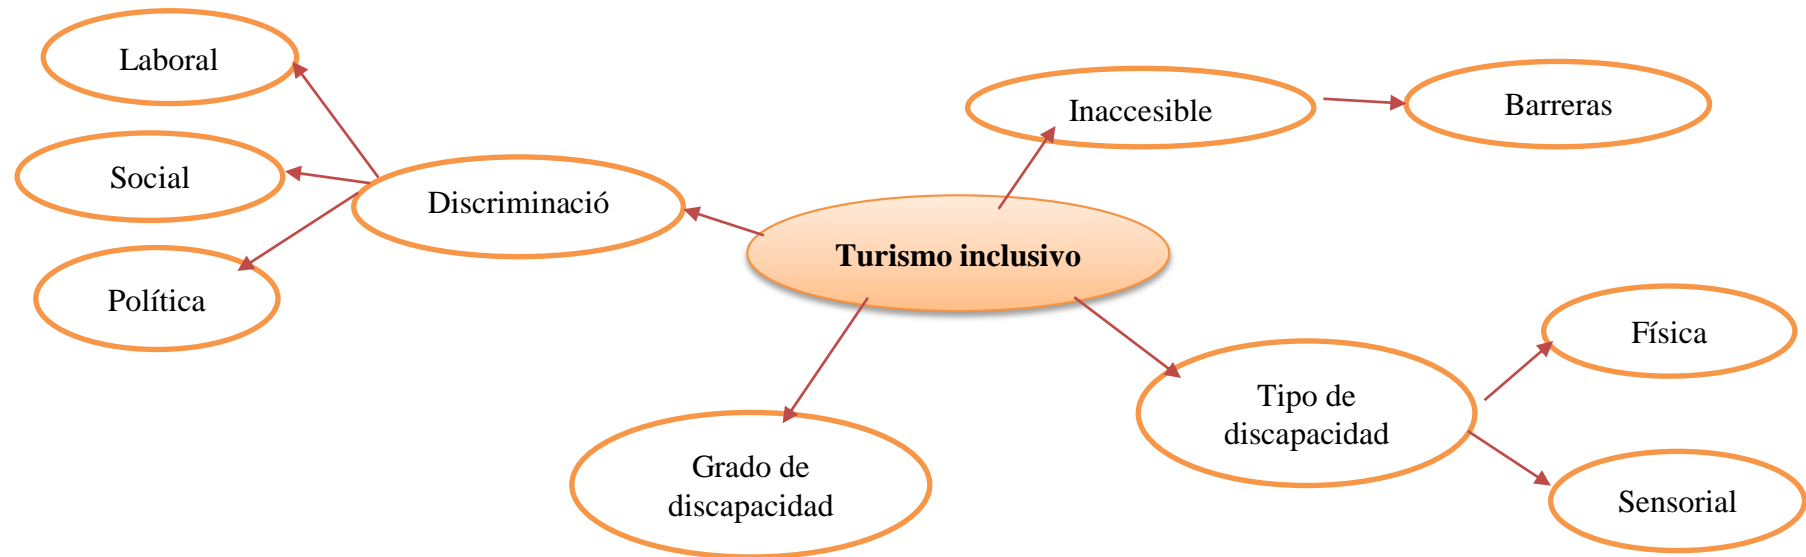 Laboral
Social
Política
Discriminació
Turismo inclusivo
Inaccesible
Barreras
Grado de
discapacidad
Tipo de
discapacidad
Física
Sensorial